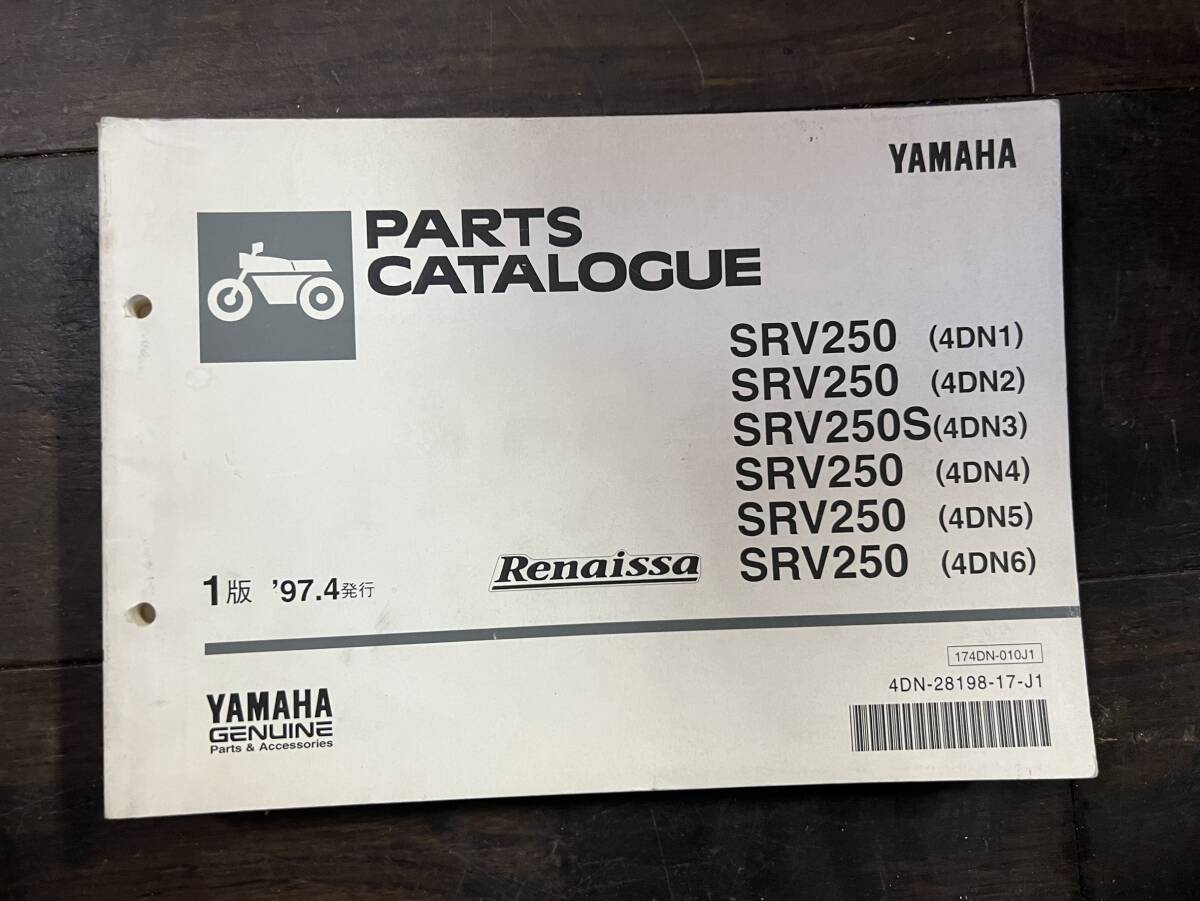 YAMAHA
PARTS
CATALOGUE
SRV250 (4DN1)
SRV250 (4DN2)
SRV250S (4DN3)
SRV250 (4DN4)
SRV250 (4DN5)
Renaissa SRV250 (4DN6)
1版 '97.4発行
174DN-010J1
4DN-28198-17-J1
YAMAHA
GENUINE
Parts & Accessories